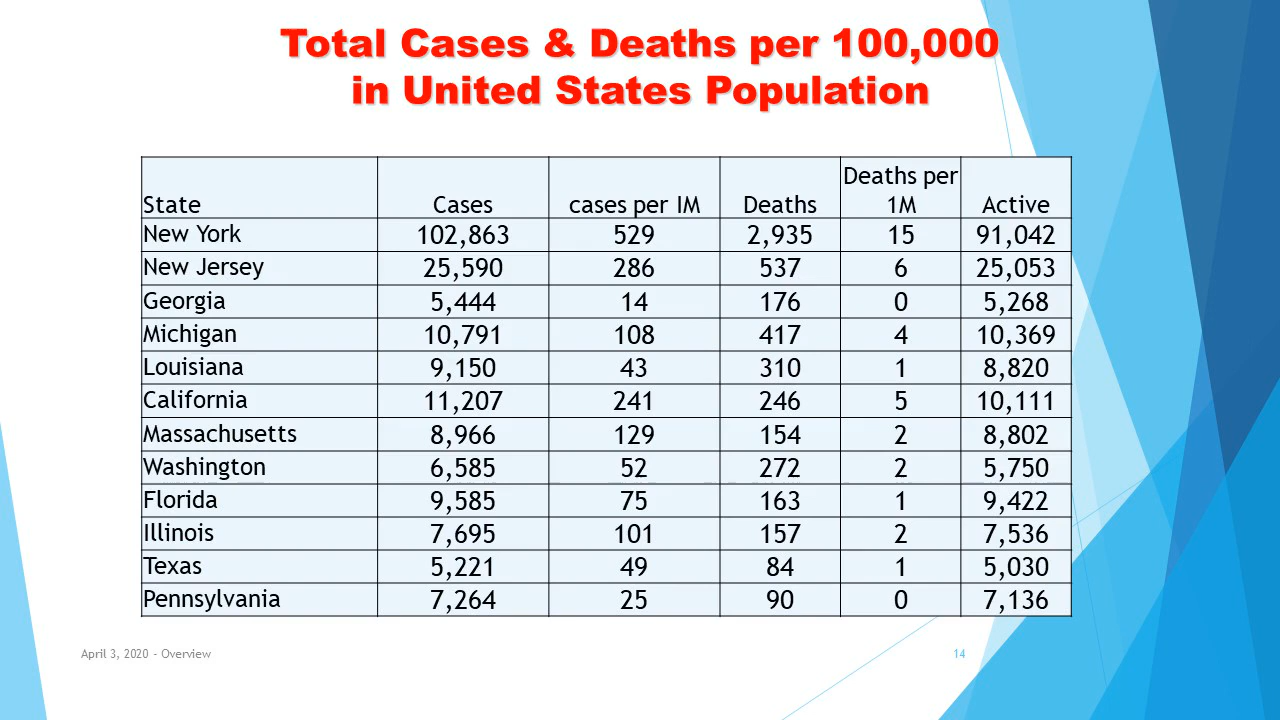 Total Cases & Deaths per 100,000
in United States Population
State Cases cases per IM Deaths Deaths per 1M Active
New York 102,863 529 2,935 15 91,042
New Jersey 25,590 286 537 6 25,053
Georgia 5,444 14 176 0 5,268
Michigan 10,791 108 417 4 10,369
Louisiana 9,150 43 310 1 8,820
California 11,207 241 246 5 10,111
Massachusetts 8,966 129 154 2 8,802
Washington 6,585 52 272 2 5,750
Florida 9,585 75 163 1 9,422
Illinois 7,695 101 157 2 7,536
Texas 5,221 49 84 1 5,030
Pennsylvania 7,264 25 90 0 7,136
April 3, 2020 - Overview 14